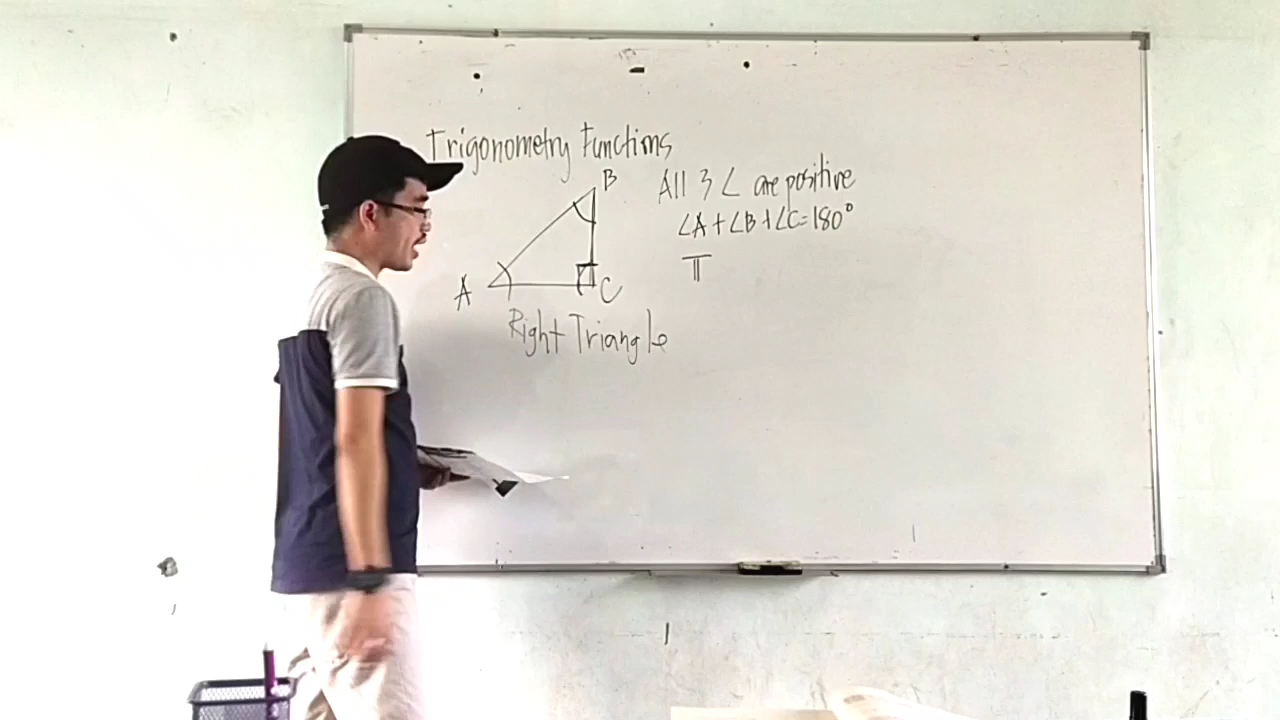 Trigonometry Functions
B
A
C
Right Triangle
All 3 ∠ are positive
∠A + ∠B + ∠C = 180°
π